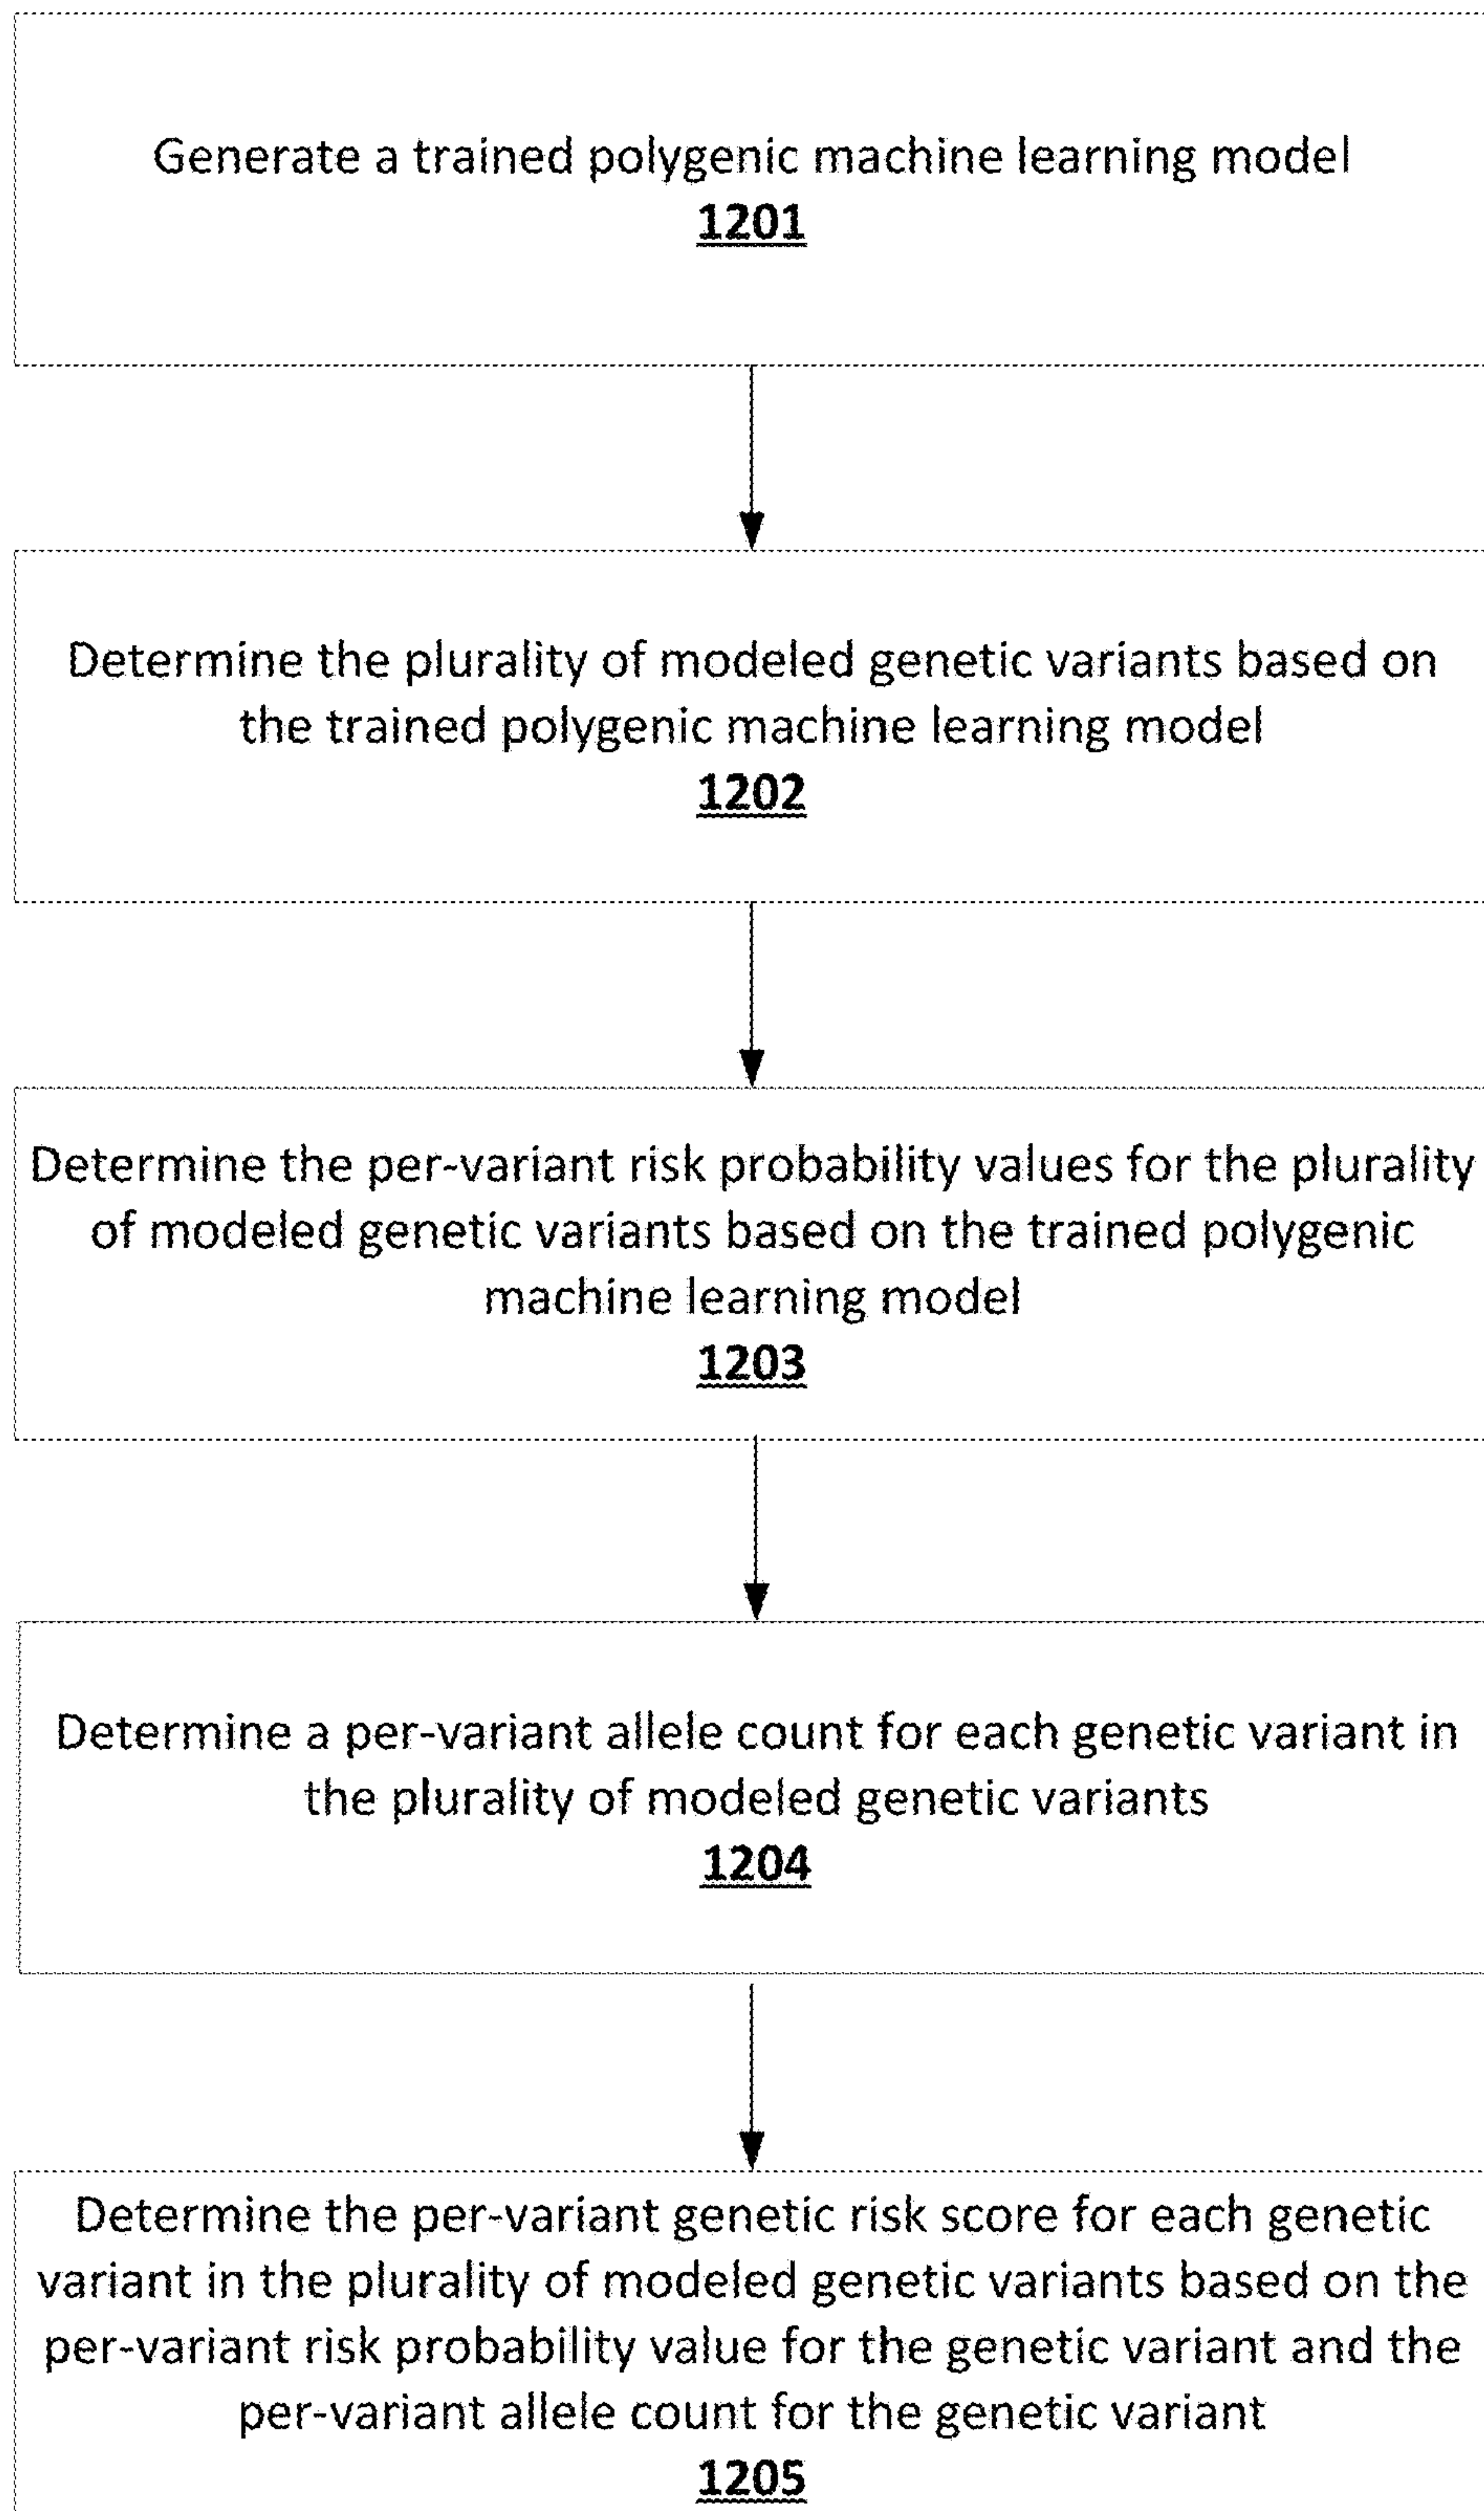 Generate a trained polygenic machine learning model
1201
Determine the plurality of modeled genetic variants based on
the trained polygenic machine learning model
1202
Determine the per-variant risk probability values for the plurality
of modeled genetic variants based on the trained polygenic
machine learning model
1203
Determine a per-variant allele count for each genetic variant in
the plurality of modeled genetic variants
1204
Determine the per-variant genetic risk score for each genetic
variant in the plurality of modeled genetic variants based on the
per-variant risk probability value for the genetic variant and the
per-variant allele count for the genetic variant
1205